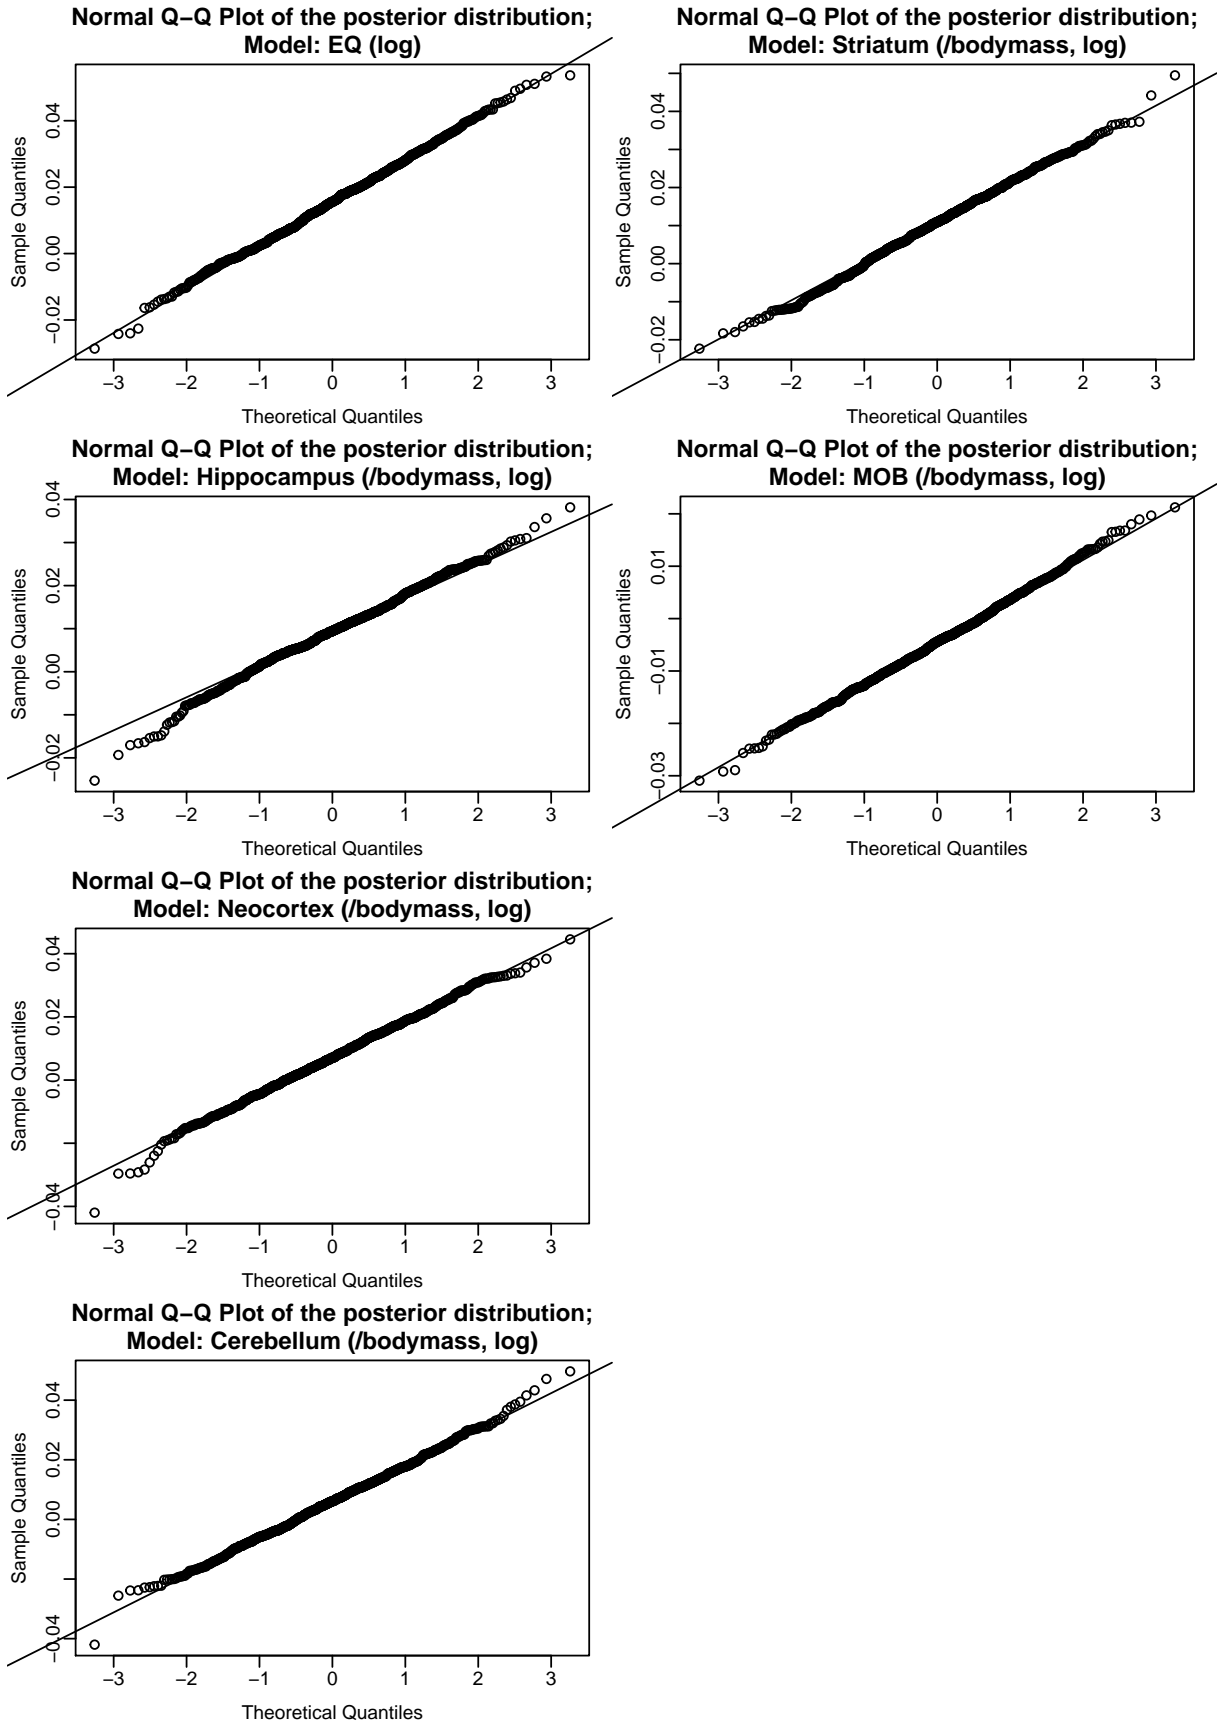 Normal Q−Q Plot of the posterior distribution;
Model: EQ (log)
Sample Quantiles
−0.02 0.00 0.02 0.04
−3 −2 −1 0 1 2 3
Theoretical Quantiles
Normal Q−Q Plot of the posterior distribution;
Model: Striatum (/bodymass, log)
Sample Quantiles
−0.02 0.00 0.02 0.04
−3 −2 −1 0 1 2 3
Theoretical Quantiles
Normal Q−Q Plot of the posterior distribution;
Model: Hippocampus (/bodymass, log)
Sample Quantiles
−0.02 0.00 0.02 0.04
−3 −2 −1 0 1 2 3
Theoretical Quantiles
Normal Q−Q Plot of the posterior distribution;
Model: MOB (/bodymass, log)
Sample Quantiles
−0.03 −0.01 0.01
−3 −2 −1 0 1 2 3
Theoretical Quantiles
Normal Q−Q Plot of the posterior distribution;
Model: Neocortex (/bodymass, log)
Sample Quantiles
−0.04 0.00 0.02 0.04
−3 −2 −1 0 1 2 3
Theoretical Quantiles
Normal Q−Q Plot of the posterior distribution;
Model: Cerebellum (/bodymass, log)
Sample Quantiles
−0.04 0.00 0.02 0.04
−3 −2 −1 0 1 2 3
Theoretical Quantiles